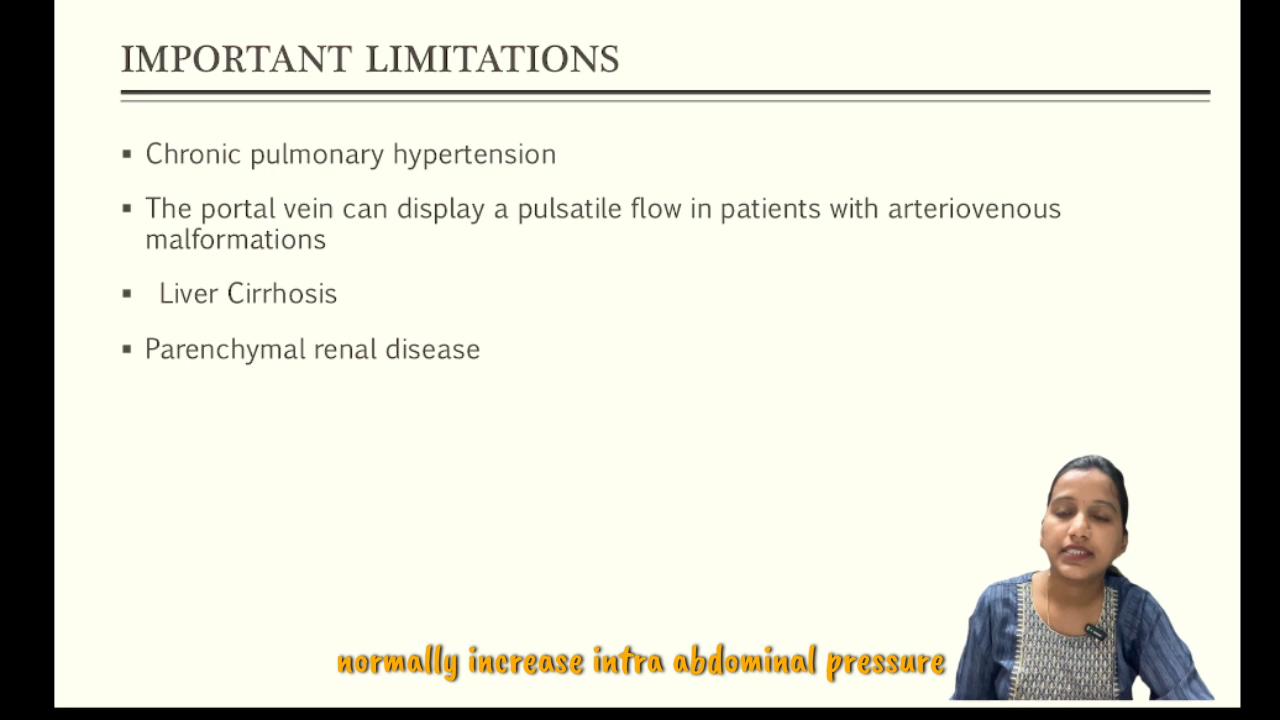 IMPORTANT LIMITATIONS
▪ Chronic pulmonary hypertension
▪ The portal vein can display a pulsatile flow in patients with arteriovenous
malformations
▪ Liver Cirrhosis
▪ Parenchymal renal disease
normally increase intra abdominal pressure